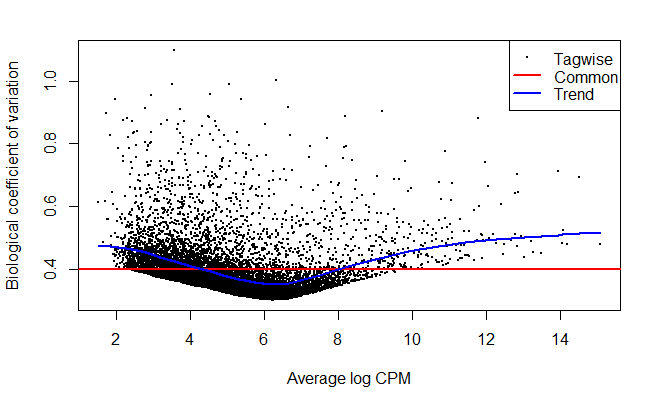 Tagwise
Common
Trend
Biological coefficient of variation
1.0
0.8
0.6
0.4
2 4 6 8 10 12 14
Average log CPM